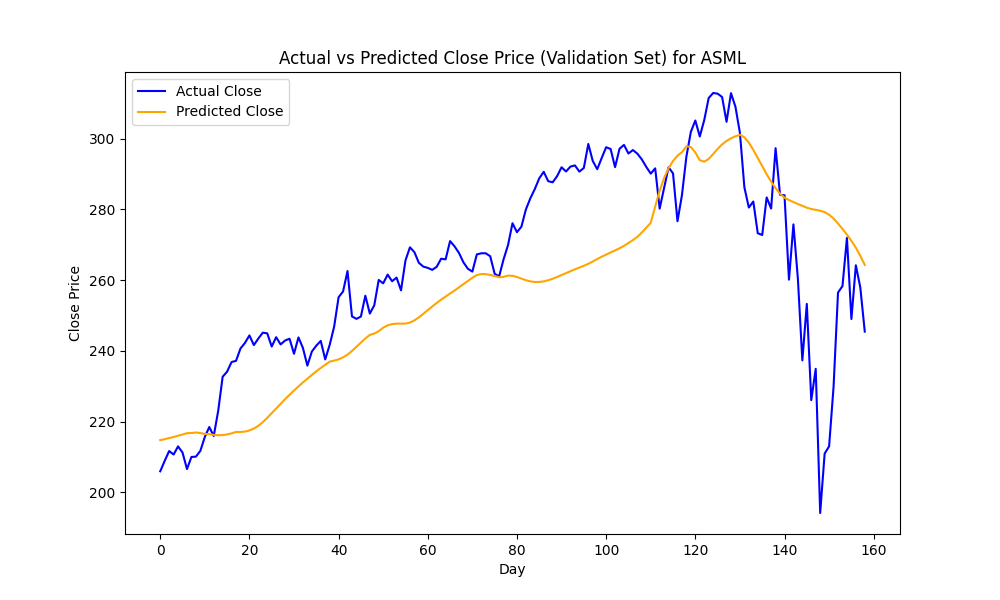 Actual vs Predicted Close Price (Validation Set) for ASML
Actual Close
Predicted Close
Close Price
300
280
260
240
220
200
0 20 40 60 80 100 120 140 160
Day